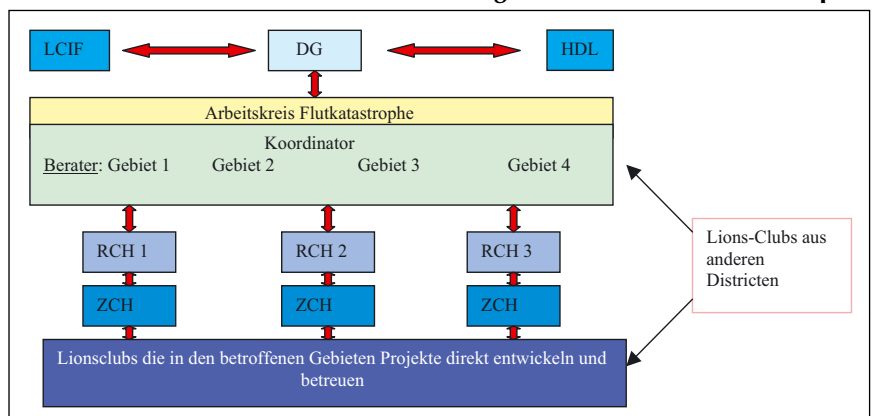 LCIF DG HDL
Arbeitskreis Flutkatastrophe
Koordinator
Berater: Gebiet 1 Gebiet 2 Gebiet 3 Gebiet 4
RCH 1 RCH 2 RCH 3
ZCH ZCH ZCH
Lions-Clubs aus
anderen
Districten
Lionsclubs die in den betroffenen Gebieten Projekte direkt entwickeln und
betreuen